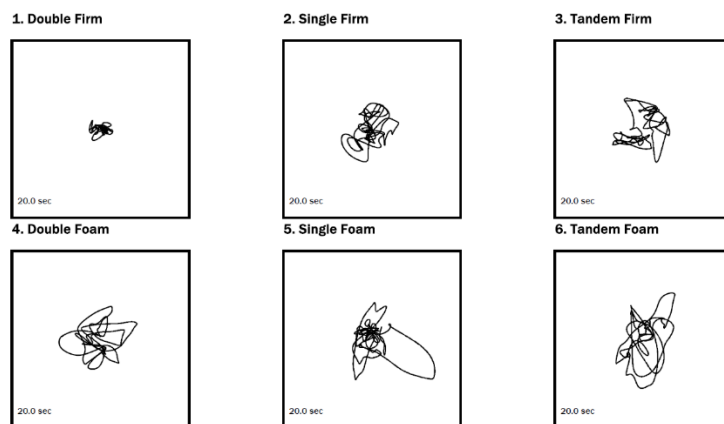 1. Double Firm
2. Single Firm
3. Tandem Firm
20.0 sec
20.0 sec
20.0 sec
4. Double Foam
5. Single Foam
6. Tandem Foam
20.0 sec
20.0 sec
20.0 sec